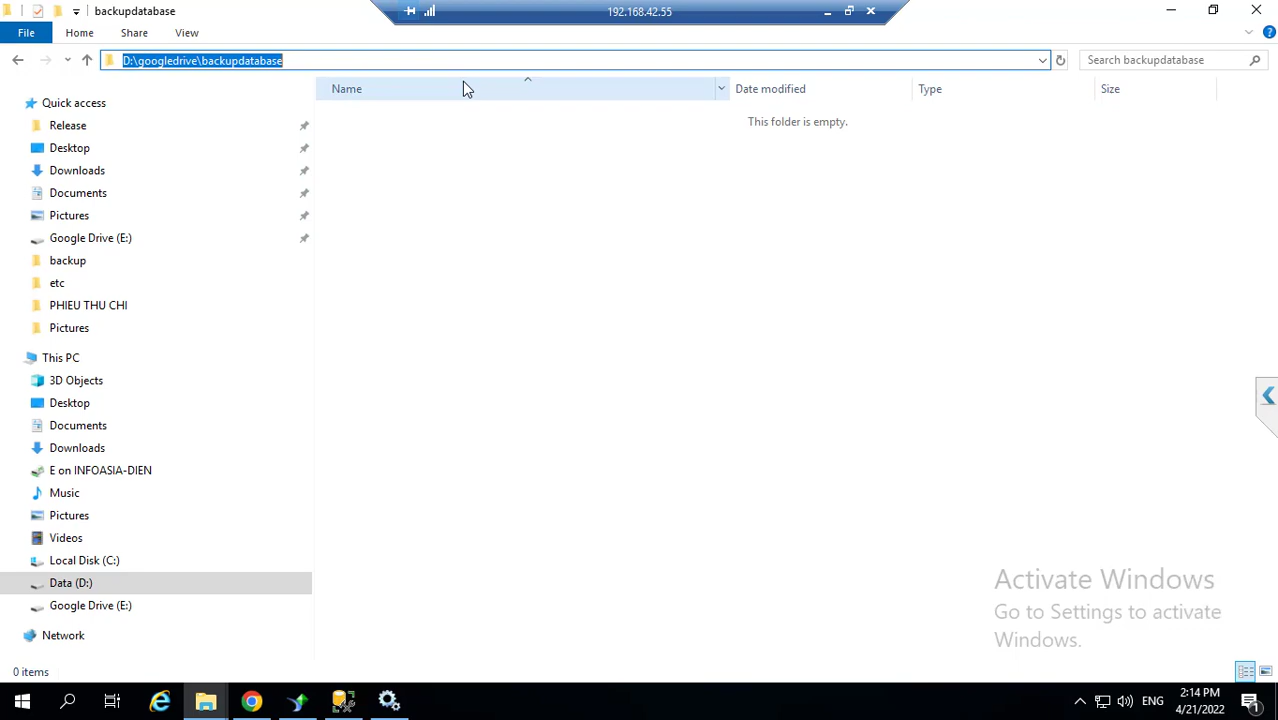 backupdatabase
192.168.42.55
File
Home
Share
View
D:\googledrive\backupdatabase
Search backupdatabase
Name
Date modified
Type
Size
This folder is empty.
Quick access
Release
Desktop
Downloads
Documents
Pictures
Google Drive (E:)
backup
etc
PHIEU THU CHI
Pictures
This PC
3D Objects
Desktop
Documents
Downloads
E on INFOASIA-DIEN
Music
Pictures
Videos
Local Disk (C:)
Data (D:)
Google Drive (E:)
Network
Activate Windows
Go to Settings to activate
Windows.
0 items
ENG
2:14 PM
4/21/2022
1